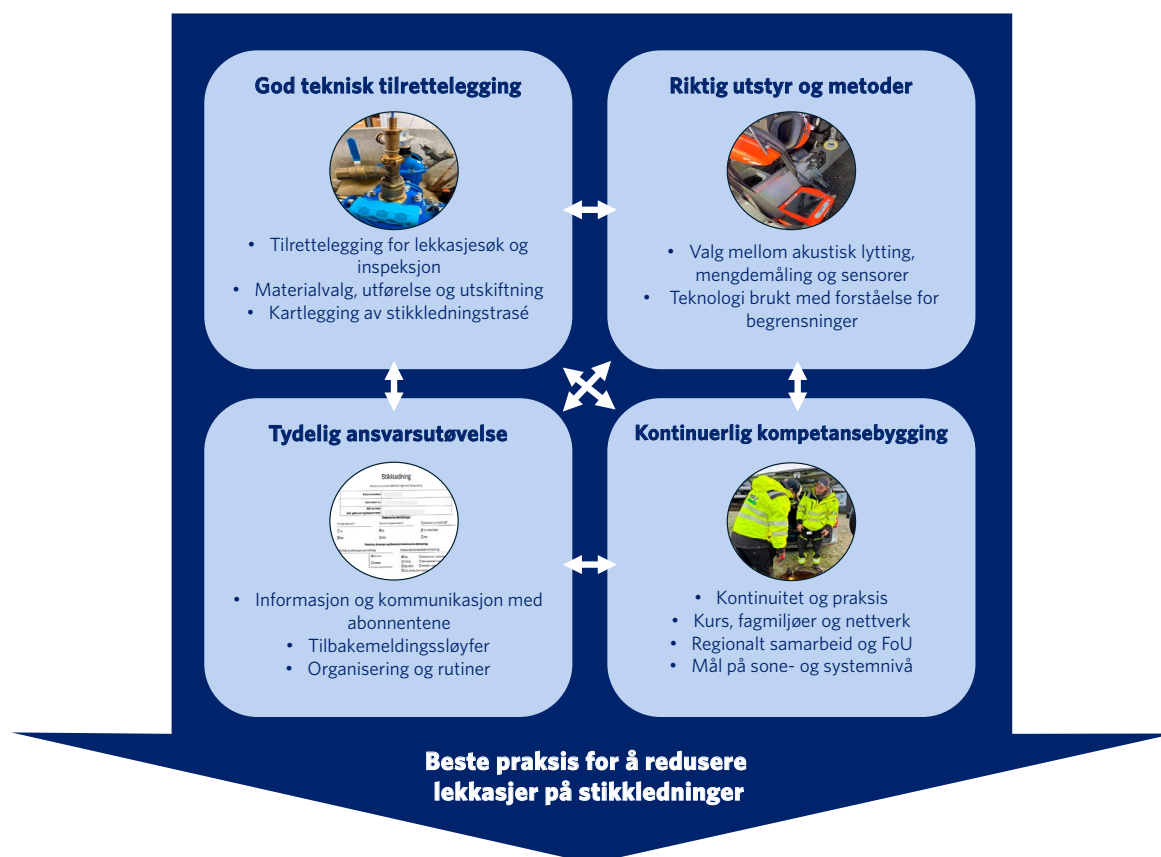 God teknisk tilrettelegging
• Tilrettelegging for lekkasjesøk og
inspeksjon
• Materialvalg, utførelse og utskiftning
• Kartlegging av stikkledningstrasé
Riktig utstyr og metoder
• Valg mellom akustisk lytting,
mengdemåling og sensorer
• Teknologi brukt med forståelse for
begrensninger
Tydelig ansvarsutøvelse
Stikkledning
• Informasjon og kommunikasjon med
abonnentene
• Tilbakemeldingssløyfer
• Organisering og rutiner
Kontinuerlig kompetansebygging
• Kontinuitet og praksis
• Kurs, fagmiljøer og nettverk
• Regionalt samarbeid og FoU
• Mål på sone- og systemnivå
Beste praksis for å redusere
lekkasjer på stikkledninger